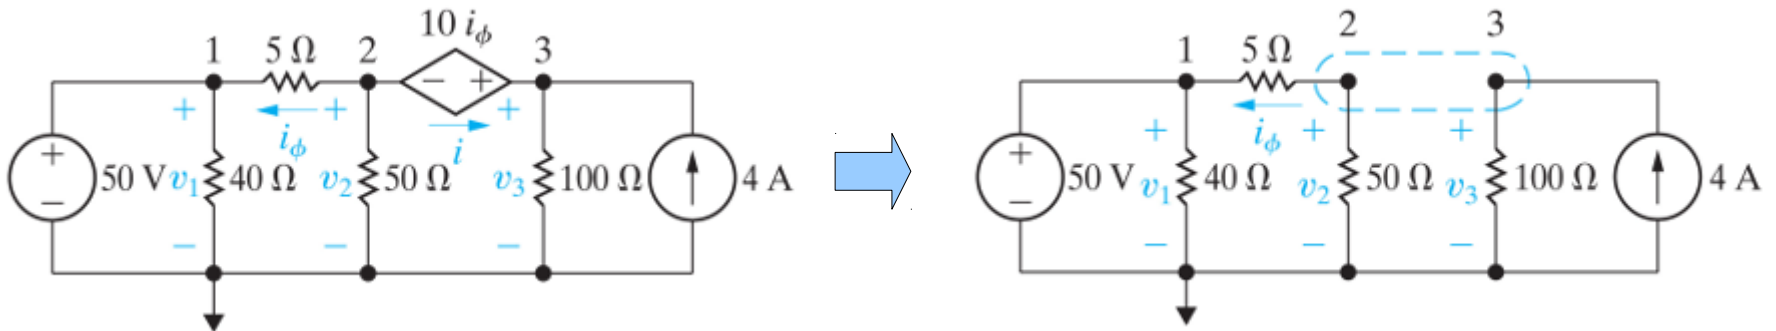 10 iϕ
1 5 Ω 2 − + 3
+ iϕ + i +
+ − 50 V v₁ 40 Ω v₂ 50 Ω v₃ 100 Ω 4 A
− − −
2 3
1 5 Ω
+ iϕ + +
+ − 50 V v₁ 40 Ω v₂ 50 Ω v₃ 100 Ω 4 A
− − −